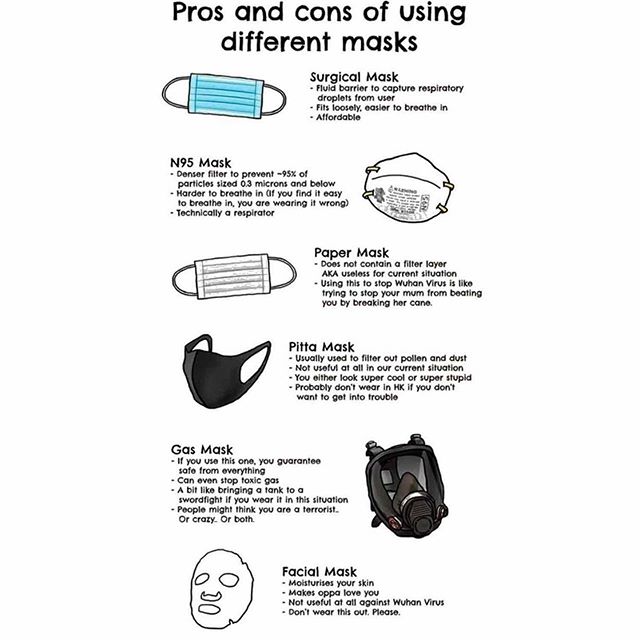 Pros and cons of using
different masks
Surgical Mask
- Fluid barrier to capture respiratory
droplets from user
- Fits loosely, easier to breathe in
- Affordable
N95 Mask
- Denser filter to prevent ~95% of
particles sized 0.3 microns and below
- Harder to breathe in (if you find it easy
to breathe in, you are wearing it wrong)
- Technically a respirator
WARNING
Paper Mask
- Does not contain a filter layer
AKA useless for current situation
- Using this to stop Wuhan Virus is like
trying to stop your mum from beating
you by breaking her cane.
Pitta Mask
- Usually used to filter out pollen and dust
- Not useful at all in our current situation
- You either look super cool or super stupid
- Probably don't wear in HK if you don't
want to get into trouble
Gas Mask
- If you use this one, you guarantee
safe from everything
- Can even stop toxic gas
- A bit like bringing a tank to a
swordfight if you wear it in this situation
- People might think you are a terrorist..
Or crazy. Or both.
Facial Mask
- Moisturises your skin
- Makes oppa love you
- Not useful at all against Wuhan Virus
- Don't wear this out. Please.